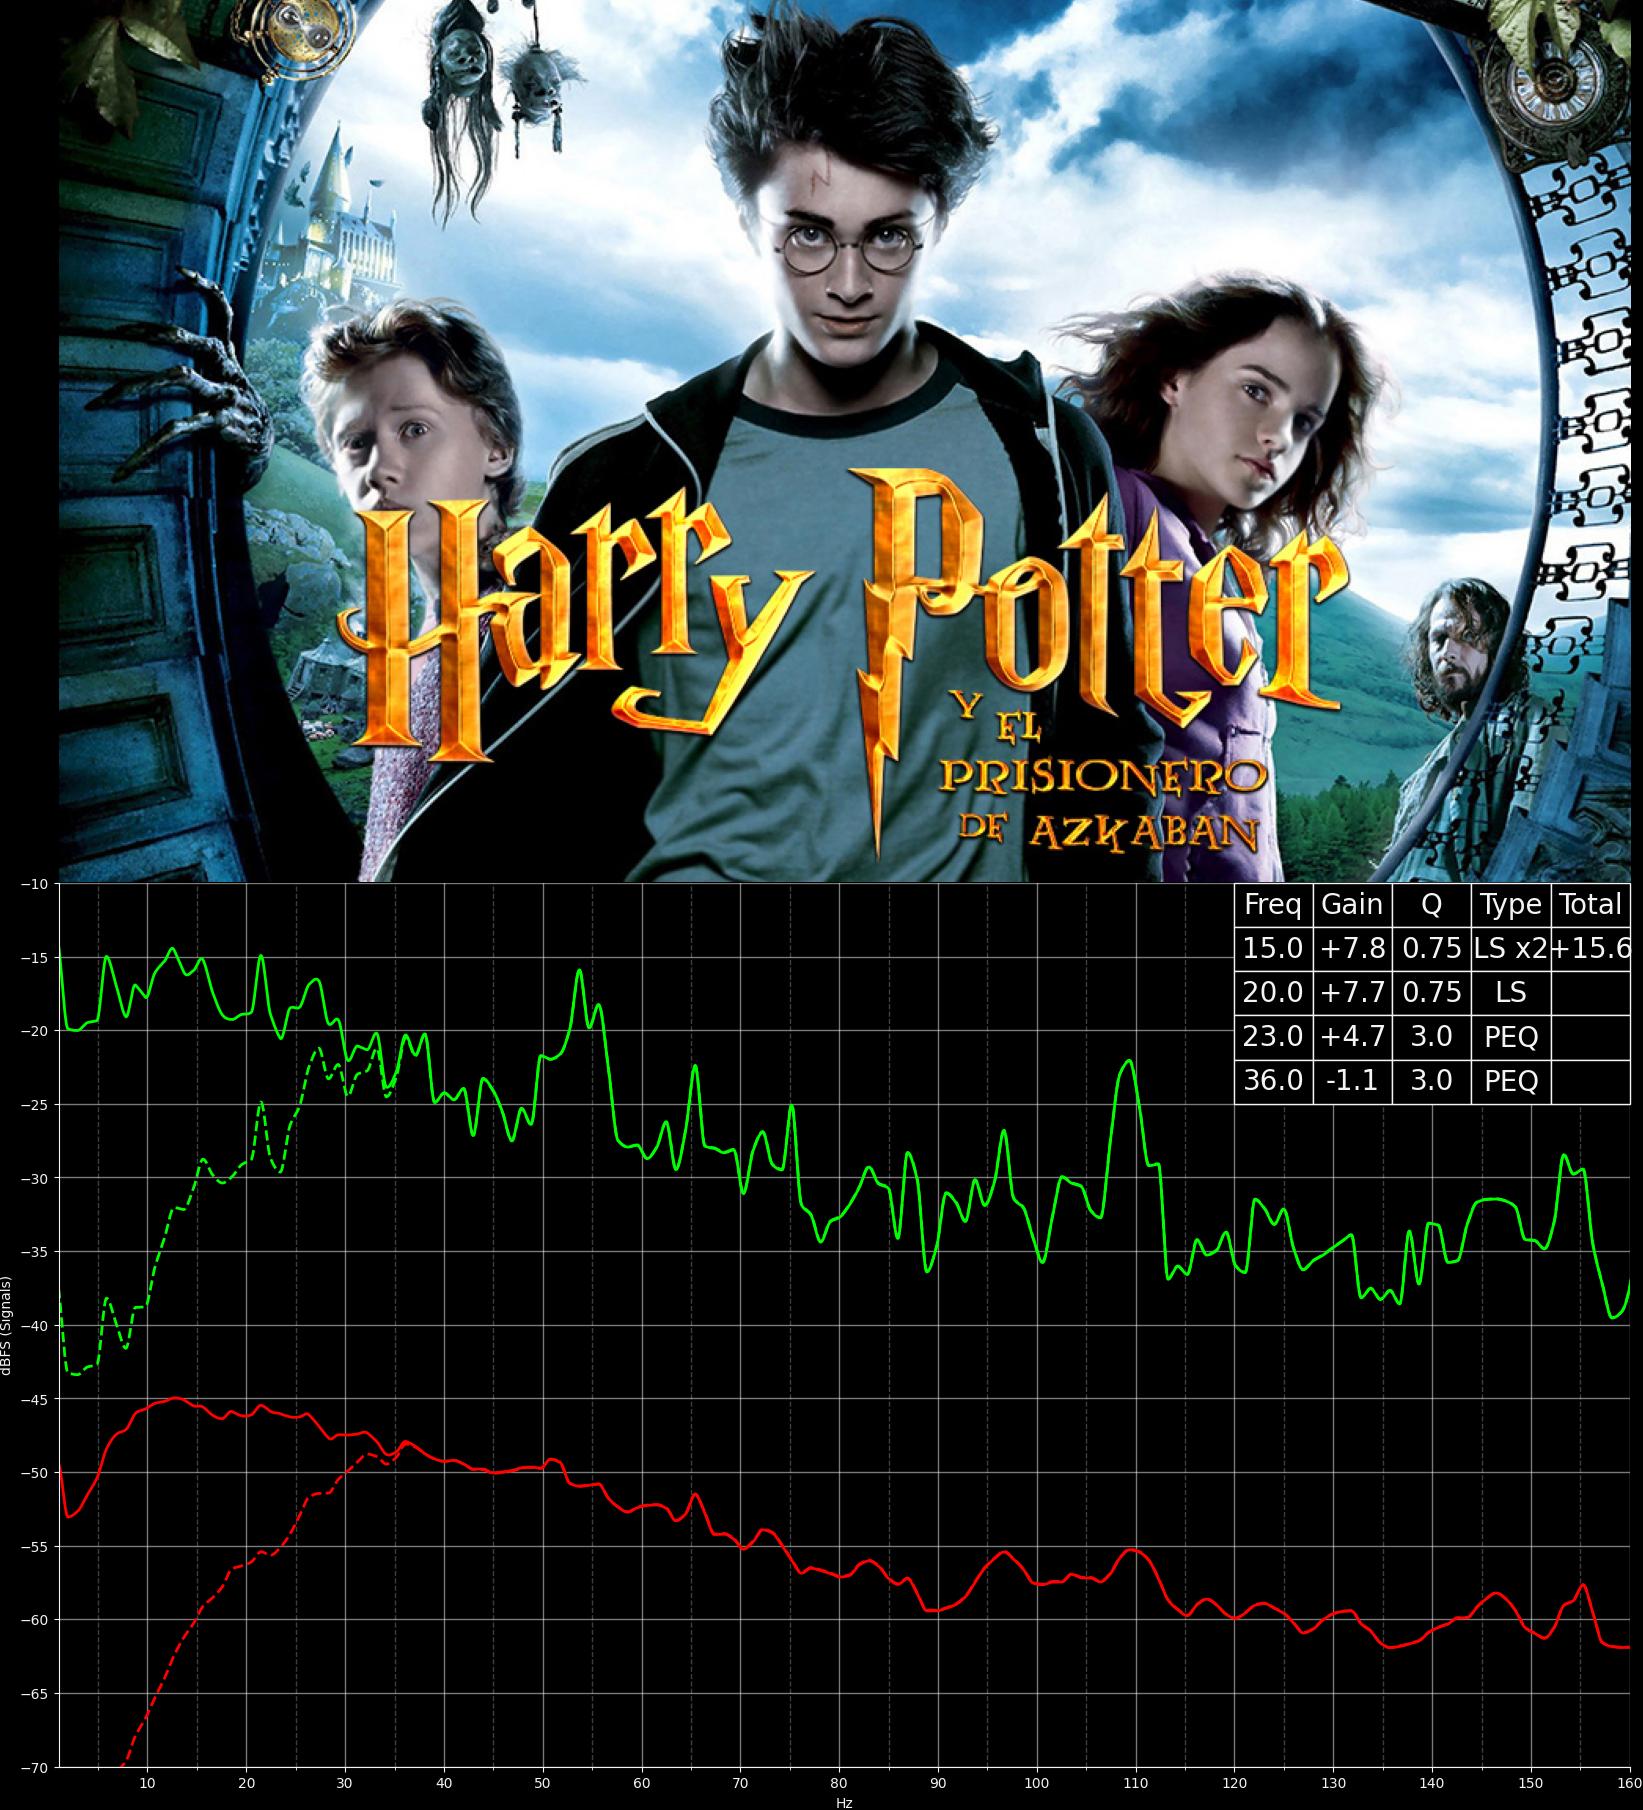 Harry Potter
Y EL
PRISIONERO
DE AZKABAN
Freq Gain Q Type Total
15.0 +7.8 0.75 LS x2 +15.6
20.0 +7.7 0.75 LS
23.0 +4.7 3.0 PEQ
36.0 -1.1 3.0 PEQ
−10
−15
−20
−25
−30
−35
−40
−45
−50
−55
−60
−65
−70
dBFS (Signals)
10 20 30 40 50 60 70 80 90 100 110 120 130 140 150 160
Hz